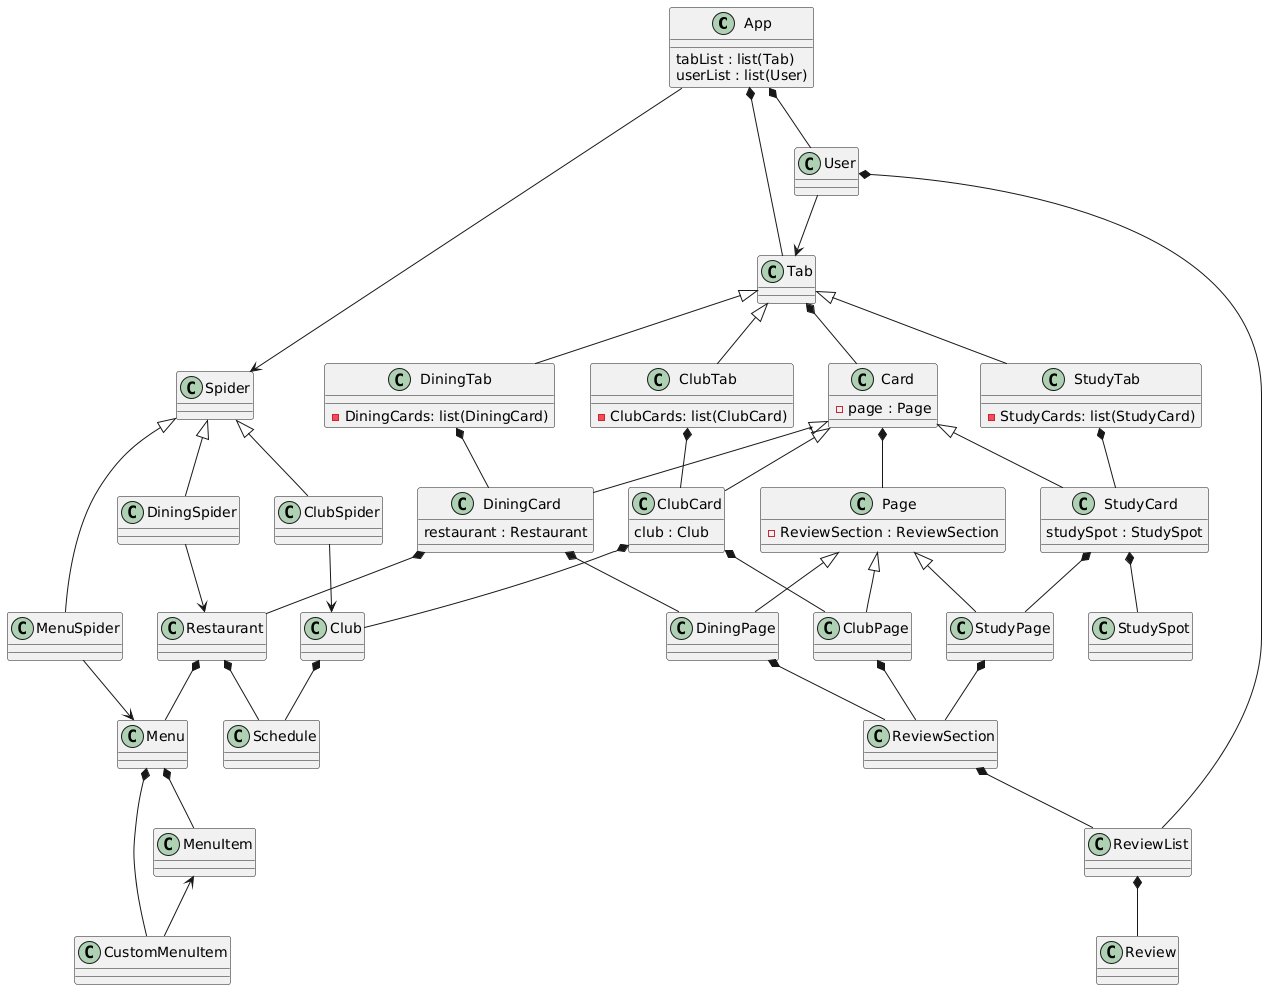 C App
tabList : list(Tab)
userList : list(User)
C User
C Tab
C Spider
C DiningTab
DiningCards: list(DiningCard)
C ClubTab
ClubCards: list(ClubCard)
C Card
page : Page
C StudyTab
StudyCards: list(StudyCard)
C DiningSpider
C ClubSpider
C DiningCard
restaurant : Restaurant
C ClubCard
club : Club
C Page
ReviewSection : ReviewSection
C StudyCard
studySpot : StudySpot
C MenuSpider
C Restaurant
C Club
C DiningPage
C ClubPage
C StudyPage
C StudySpot
C Menu
C Schedule
C ReviewSection
C MenuItem
C ReviewList
C CustomMenuItem
C Review